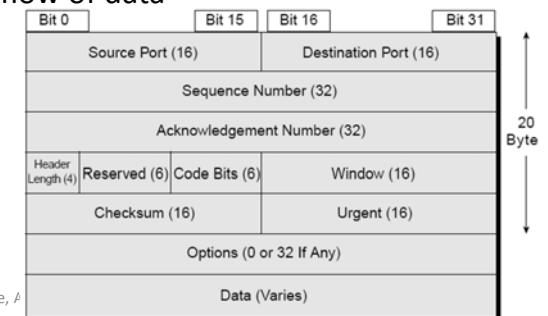 Bit 0 Bit 15 Bit 16 Bit 31
Source Port (16) Destination Port (16)
Sequence Number (32)
Acknowledgement Number (32)
Header
Length (4) Reserved (6) Code Bits (6) Window (16)
Checksum (16) Urgent (16)
Options (0 or 32 If Any)
Data (Varies)
20
Byte
of data